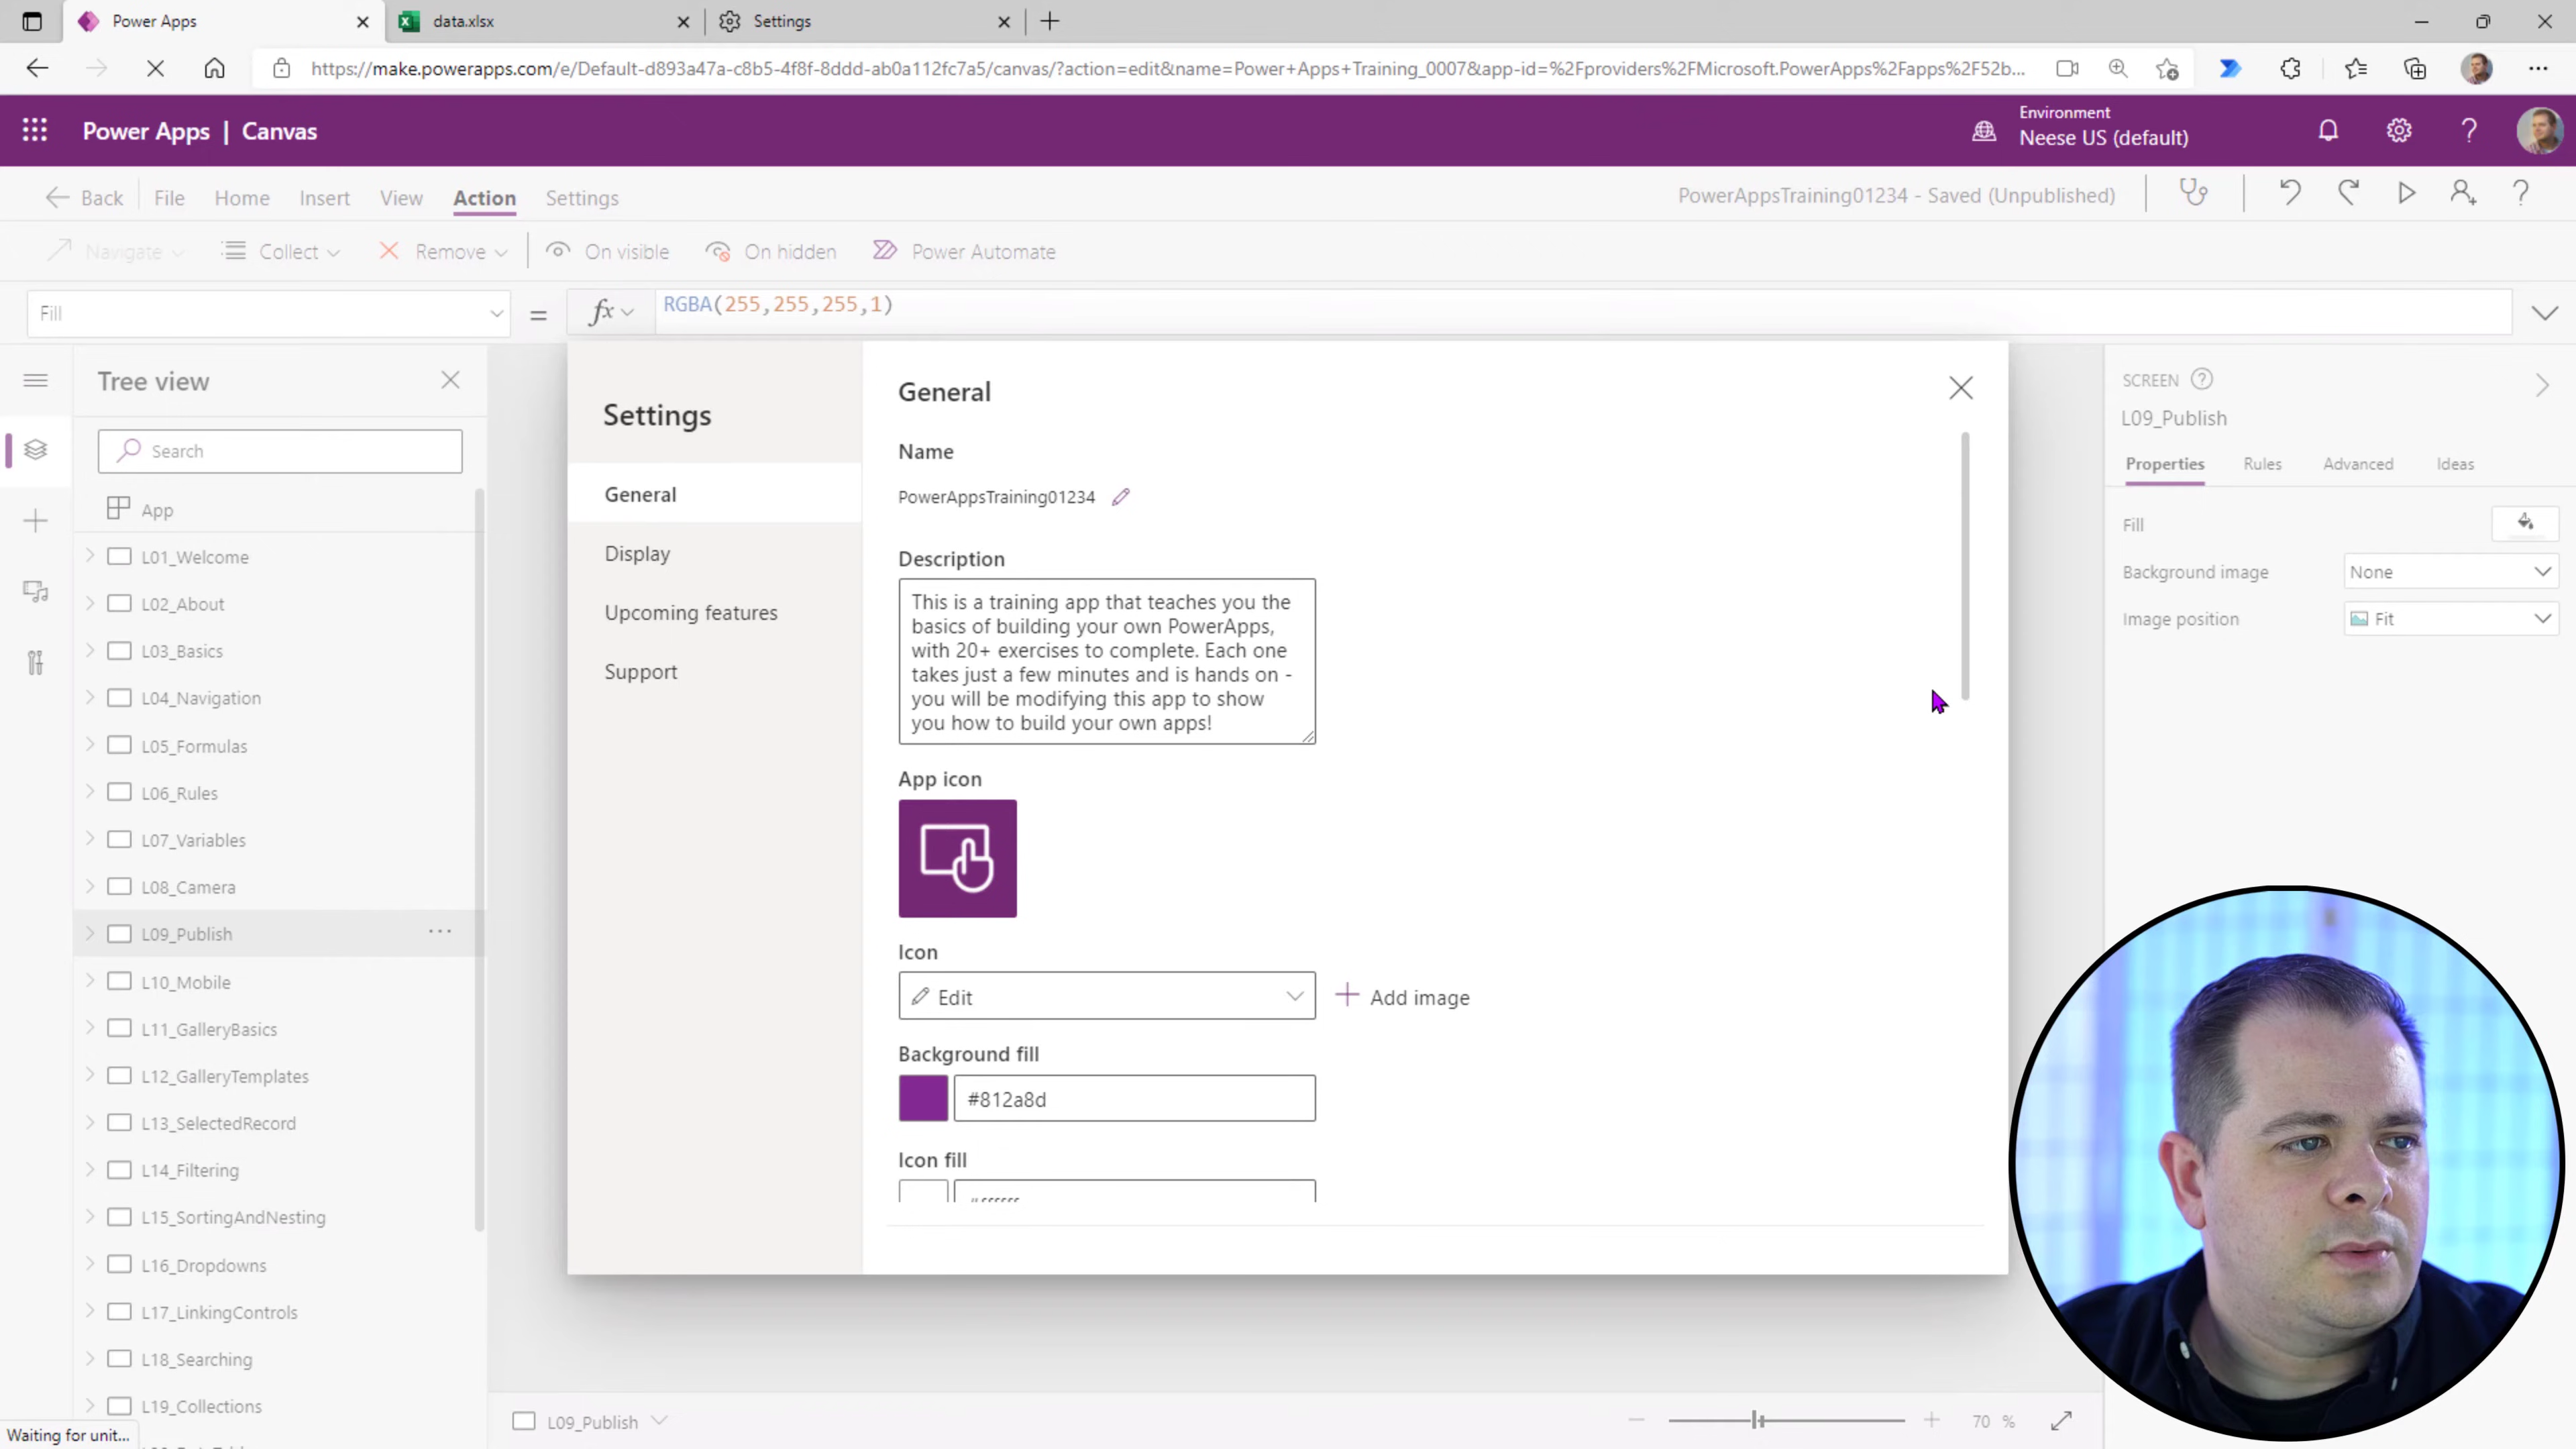 Power Apps
data.xlsx
Settings
https://make.powerapps.com/e/Default-d893a47a-c8b5-4f8f-8ddd-ab0a112fc7a5/canvas/?action=edit&name=Power+Apps+Training_0007&app-id=%2Fproviders%2FMicrosoft.PowerApps%2Fapps%2F52b...
Power Apps | Canvas
Environment
Neese US (default)
Back
File
Home
Insert
View
Action
Settings
PowerAppsTraining01234 - Saved (Unpublished)
Navigate
Collect
Remove
On visible
On hidden
Power Automate
Fill
=
fx
RGBA(255,255,255,1)
Tree view
Search
App
L01_Welcome
L02_About
L03_Basics
L04_Navigation
L05_Formulas
L06_Rules
L07_Variables
L08_Camera
L09_Publish
L10_Mobile
L11_GalleryBasics
L12_GalleryTemplates
L13_SelectedRecord
L14_Filtering
L15_SortingAndNesting
L16_Dropdowns
L17_LinkingControls
L18_Searching
L19_Collections
Waiting for unit...
Settings
General
Display
Upcoming features
Support
General
Name
PowerAppsTraining01234
Description
This is a training app that teaches you the
basics of building your own PowerApps,
with 20+ exercises to complete. Each one
takes just a few minutes and is hands on -
you will be modifying this app to show
you how to build your own apps!
App icon
Icon
Edit
Add image
Background fill
#812a8d
Icon fill
#ffffff
SCREEN
L09_Publish
Properties
Rules
Advanced
Ideas
Fill
Background image
None
Image position
Fit
L09_Publish
70 %